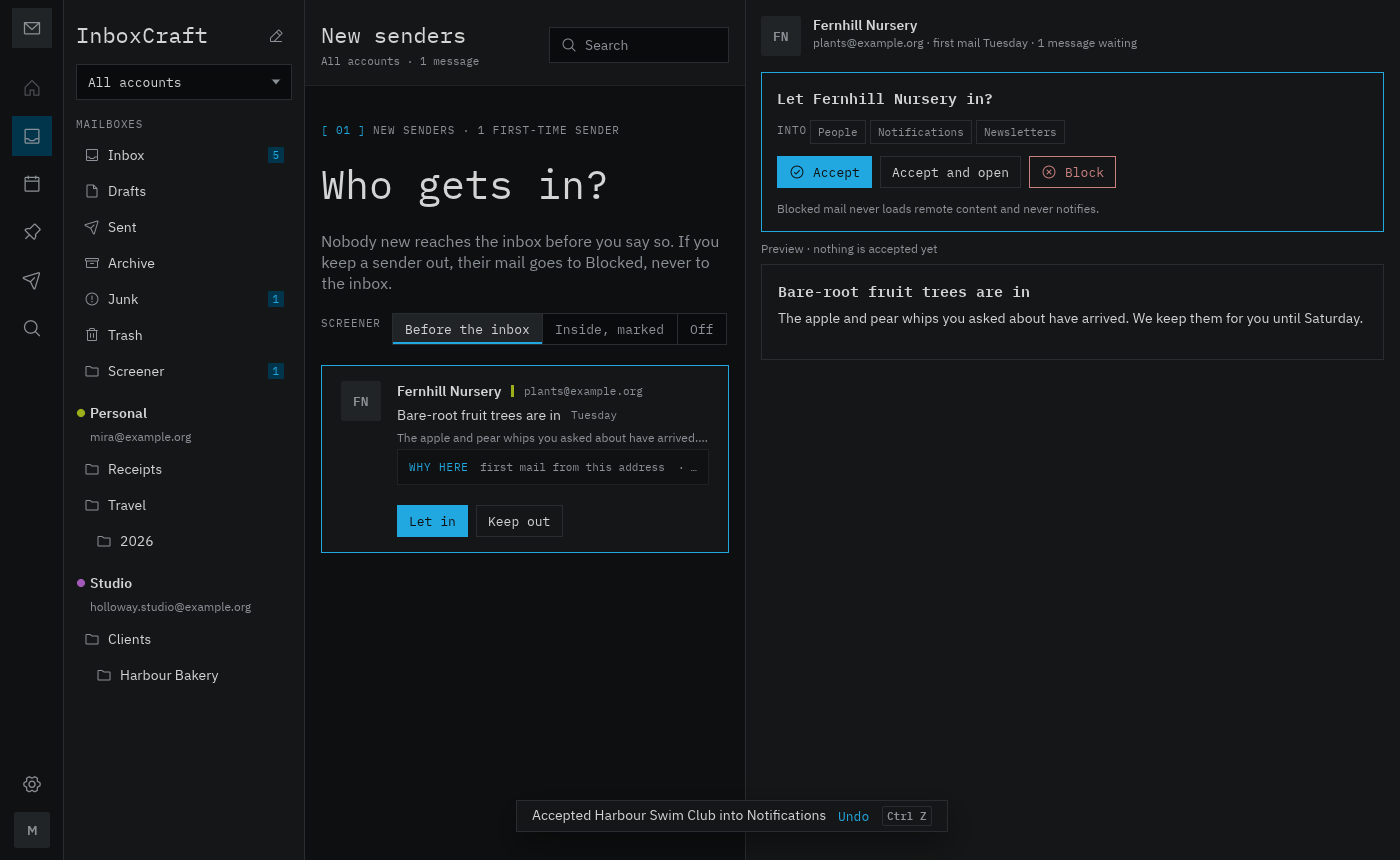 InboxCraft
All accounts
MAILBOXES
Inbox 5
Drafts
Sent
Archive
Junk 1
Trash
Screener 1
Personal
mira@example.org
Receipts
Travel
2026
Studio
holloway.studio@example.org
Clients
Harbour Bakery
M
New senders
All accounts · 1 message
Search
[ 01 ] NEW SENDERS · 1 FIRST-TIME SENDER
Who gets in?
Nobody new reaches the inbox before you say so. If you
keep a sender out, their mail goes to Blocked, never to
the inbox.
SCREENER Before the inbox Inside, marked Off
FN
Fernhill Nursery plants@example.org
Bare-root fruit trees are in Tuesday
The apple and pear whips you asked about have arrived.…
WHY HERE first mail from this address · …
Let in Keep out
FN
Fernhill Nursery
plants@example.org · first mail Tuesday · 1 message waiting
Let Fernhill Nursery in?
INTO People Notifications Newsletters
Accept Accept and open Block
Blocked mail never loads remote content and never notifies.
Preview · nothing is accepted yet
Bare-root fruit trees are in
The apple and pear whips you asked about have arrived. We keep them for you until Saturday.
Accepted Harbour Swim Club into Notifications Undo Ctrl Z